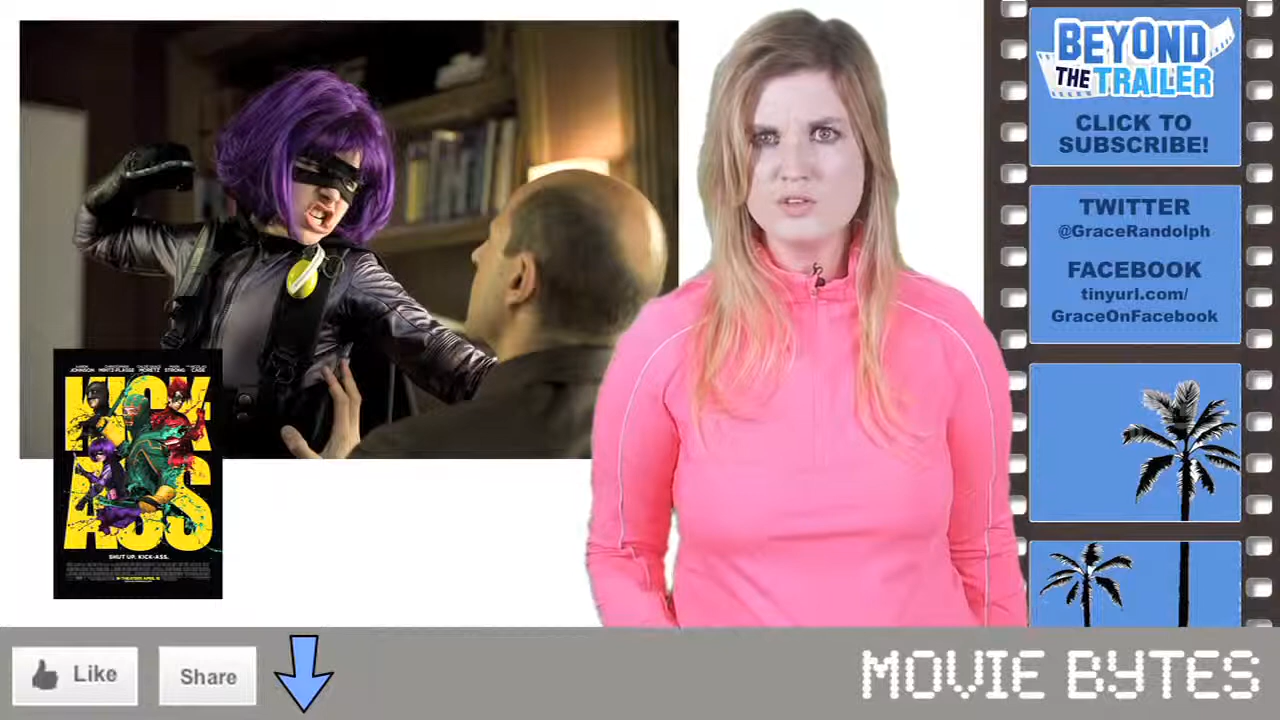 BEYOND
THE TRAILER
CLICK TO
SUBSCRIBE!
TWITTER
@GraceRandolph
FACEBOOK
tinyurl.com/
GraceOnFacebook
KICK
ASS
SHUT UP. KICK-ASS.
Like
Share
MOVIE BYTES